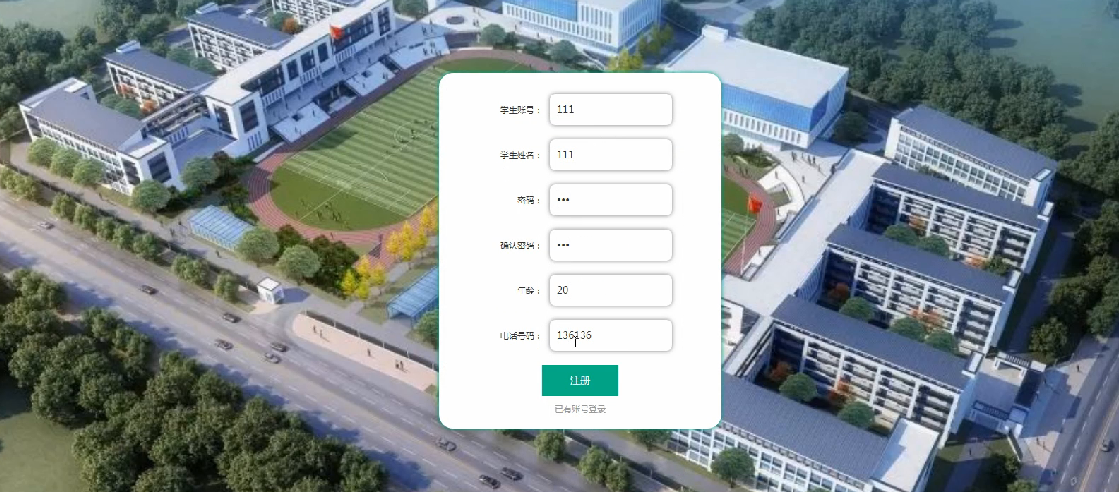 学生账号： 111
学生姓名： 111
密码： •••
确认密码： •••
年龄： 20
电话号码： 136136
注册
已有账号登录